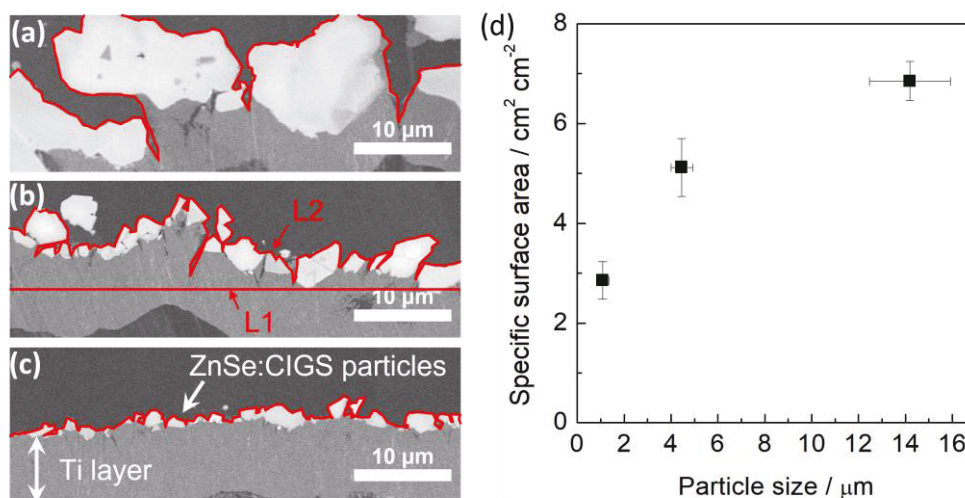 (a)
10 µm
(b)
L2
L1
10 µm
(c)
ZnSe:CIGS particles
Ti layer
10 µm
(d)
Specific surface area / cm² cm⁻²
8
6
4
2
0
0 2 4 6 8 10 12 14 16
Particle size / µm